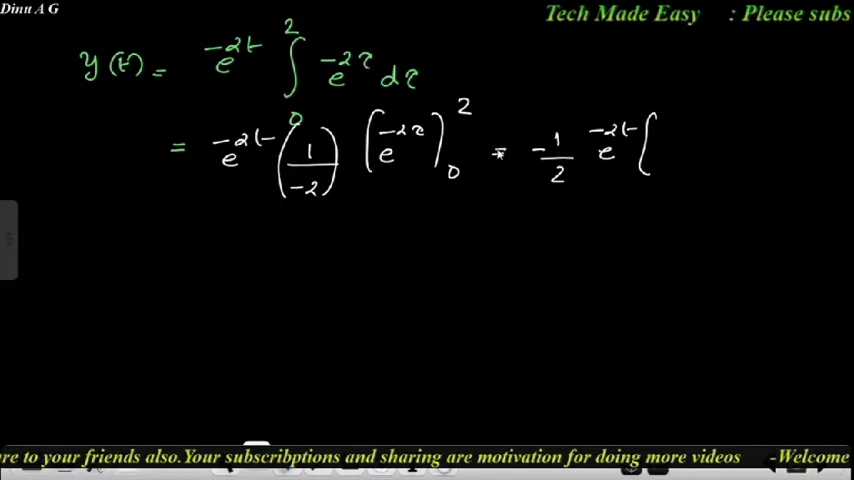 Dinu A G
Tech Made Easy : Please subs
y(t) = e^{-2t} ∫_0^2 e^{-2τ} dτ
= e^{-2t} (1/-2) [e^{-2τ}]_0^2 = -1/2 e^{-2t} (
are to your friends also.Your subscribptions and sharing are motivation for doing more videos -Welcome